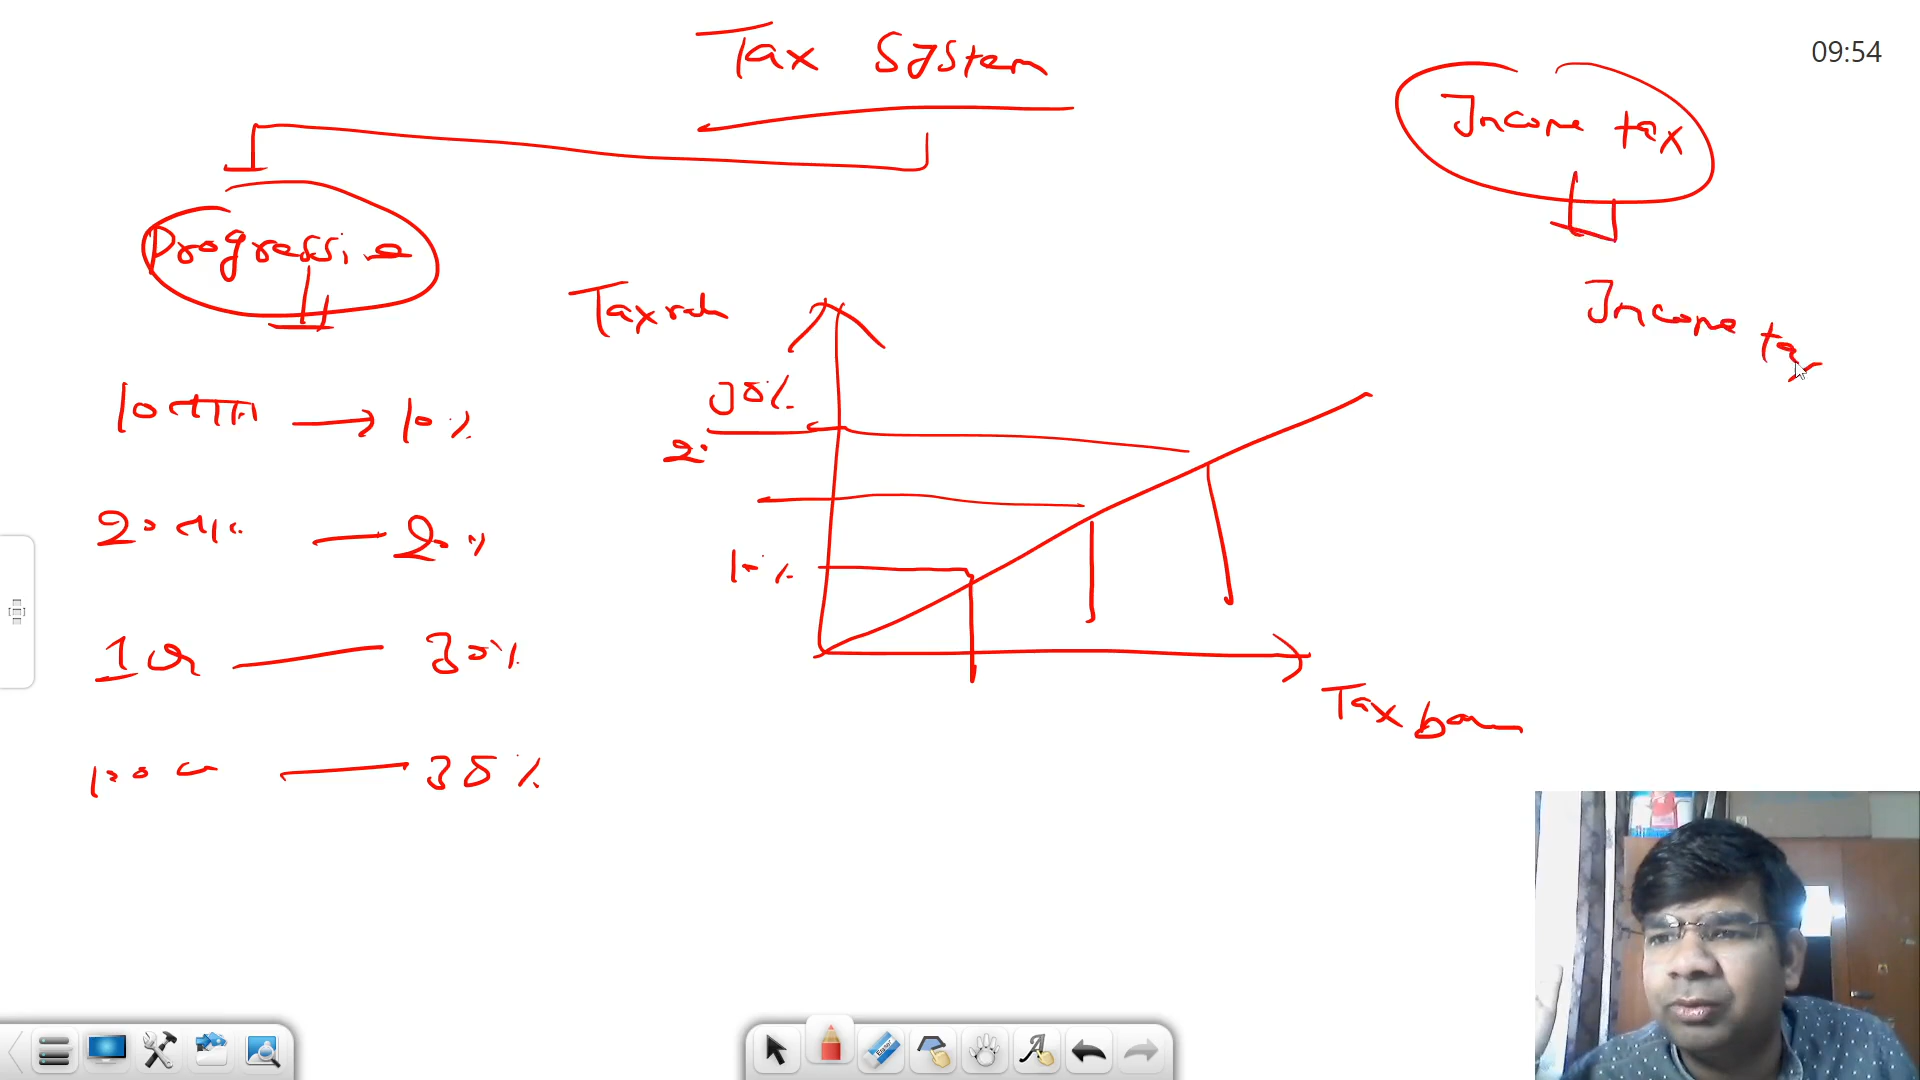 Tax System
09:54
Income tax
Progressive
Income tax
Tax rate
10 → 10%
35%
20
20 — 20%
10%
1 cr — 30%
Tax base
100 cr — 35%